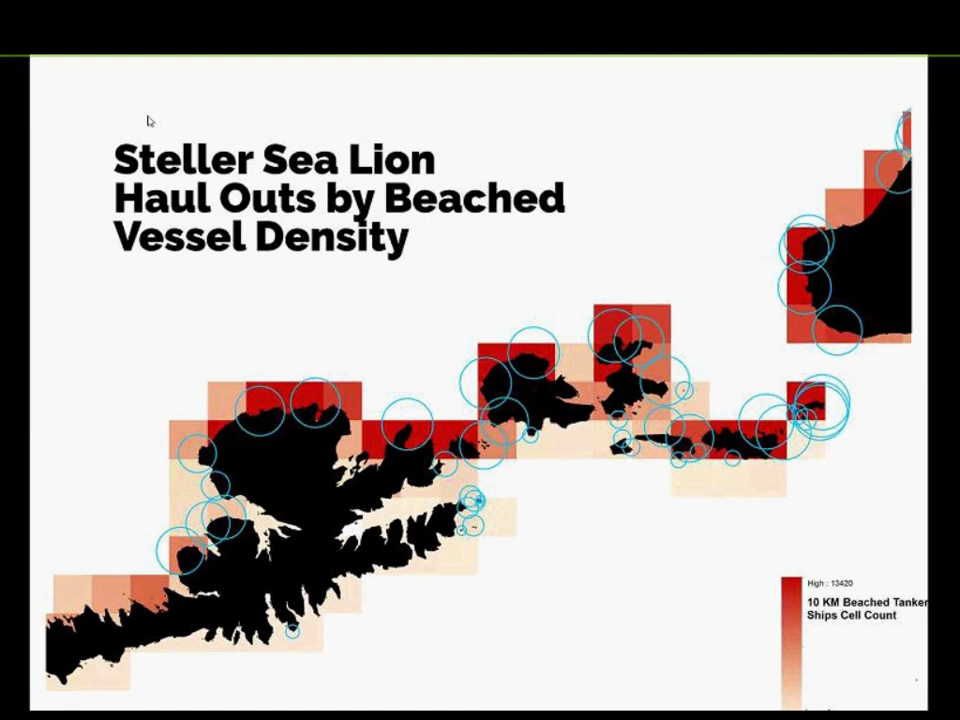 Steller Sea Lion
Haul Outs by Beached
Vessel Density
High : 13420
10 KM Beached Tanker
Ships Cell Count